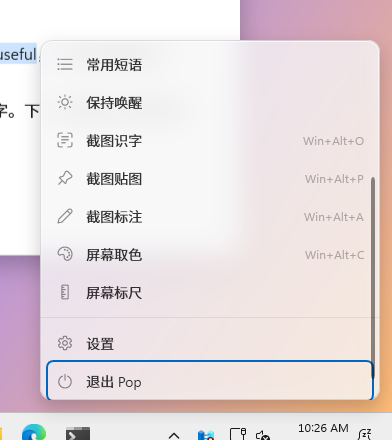 useful
常用短语
保持唤醒
字。下
截图识字 Win+Alt+O
截图贴图 Win+Alt+P
截图标注 Win+Alt+A
屏幕取色 Win+Alt+C
屏幕标尺
设置
退出 Pop
10:26 AM